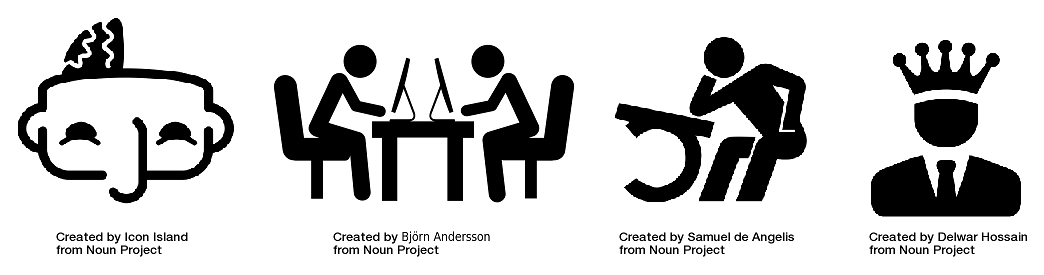 Created by Icon Island
from Noun Project
Created by Björn Andersson
from Noun Project
Created by Samuel de Angelis
from Noun Project
Created by Delwar Hossain
from Noun Project